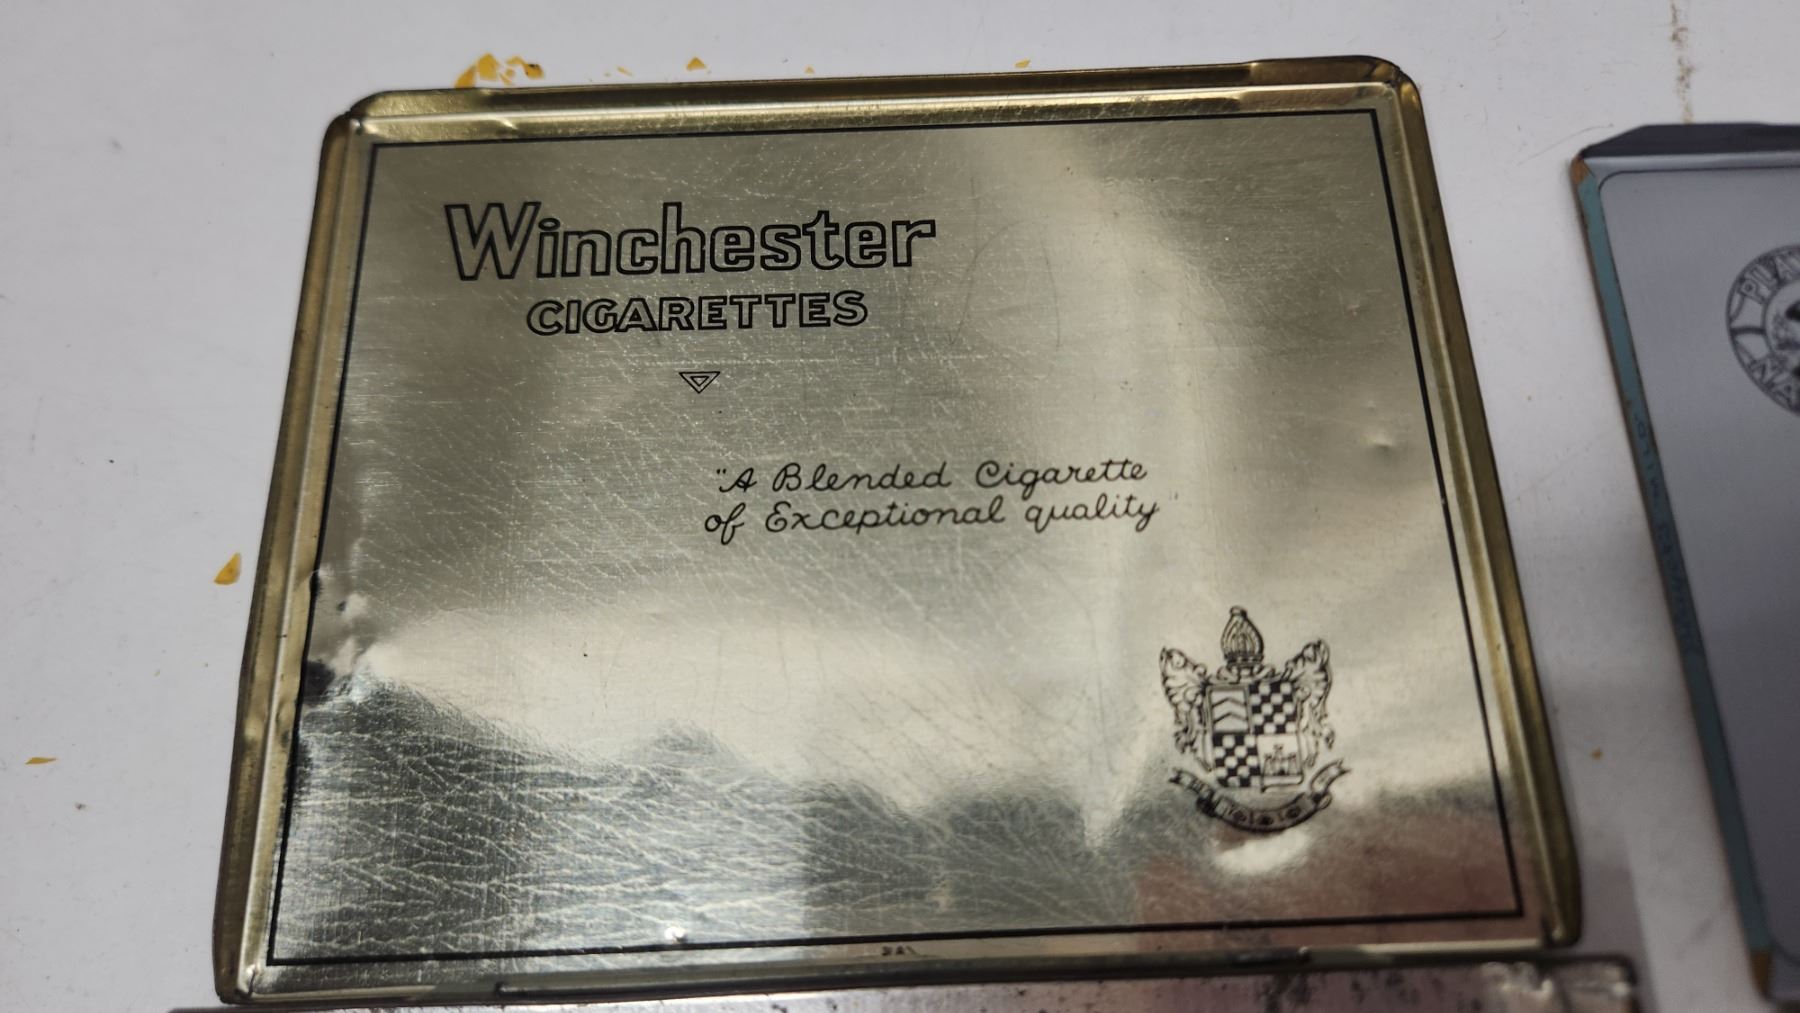 Winchester
CIGARETTES
"A Blended Cigarette
of Exceptional quality"